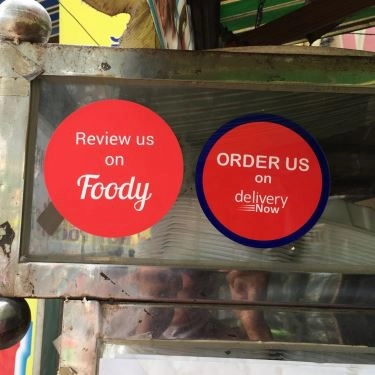 Review us
on
Foody
ORDER US
on
delivery
Now